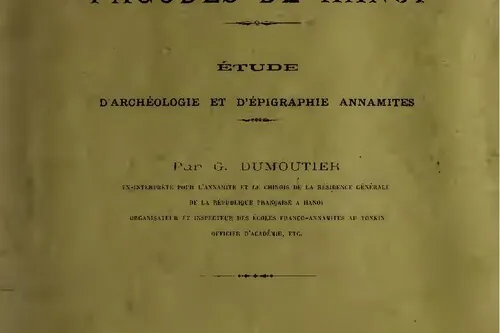 PAGODES DE HANOI
ÉTUDE
D'ARCHÉOLOGIE ET D'ÉPIGRAPHIE ANNAMITES
Par G. DUMOUTIER
EX-INTERPRÈTE POUR L'ANNAMITE ET LE CHINOIS DE LA RÉSIDENCE GÉNÉRALE
DE LA RÉPUBLIQUE FRANÇAISE A HANOI
ORGANISATEUR ET INSPECTEUR DES ÉCOLES FRANCO-ANNAMITES AU TONKIN
OFFICIER D'ACADÉMIE, ETC.